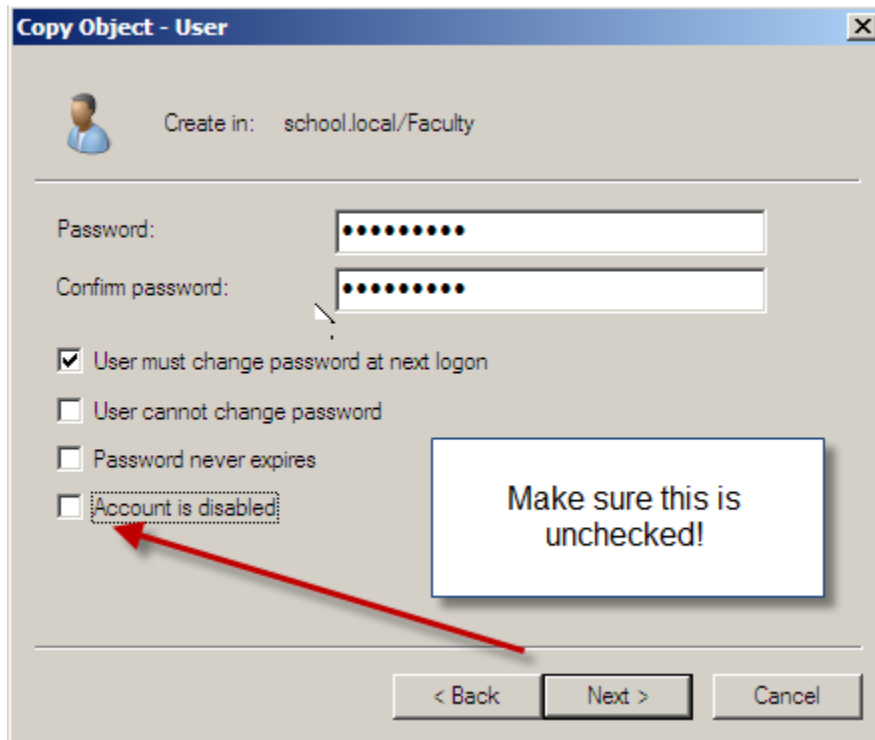 Copy Object - User
Create in: school.local/Faculty
Password: •••••••••
Confirm password: •••••••••
User must change password at next logon
User cannot change password
Password never expires
Account is disabled
Make sure this is
unchecked!
< Back Next > Cancel